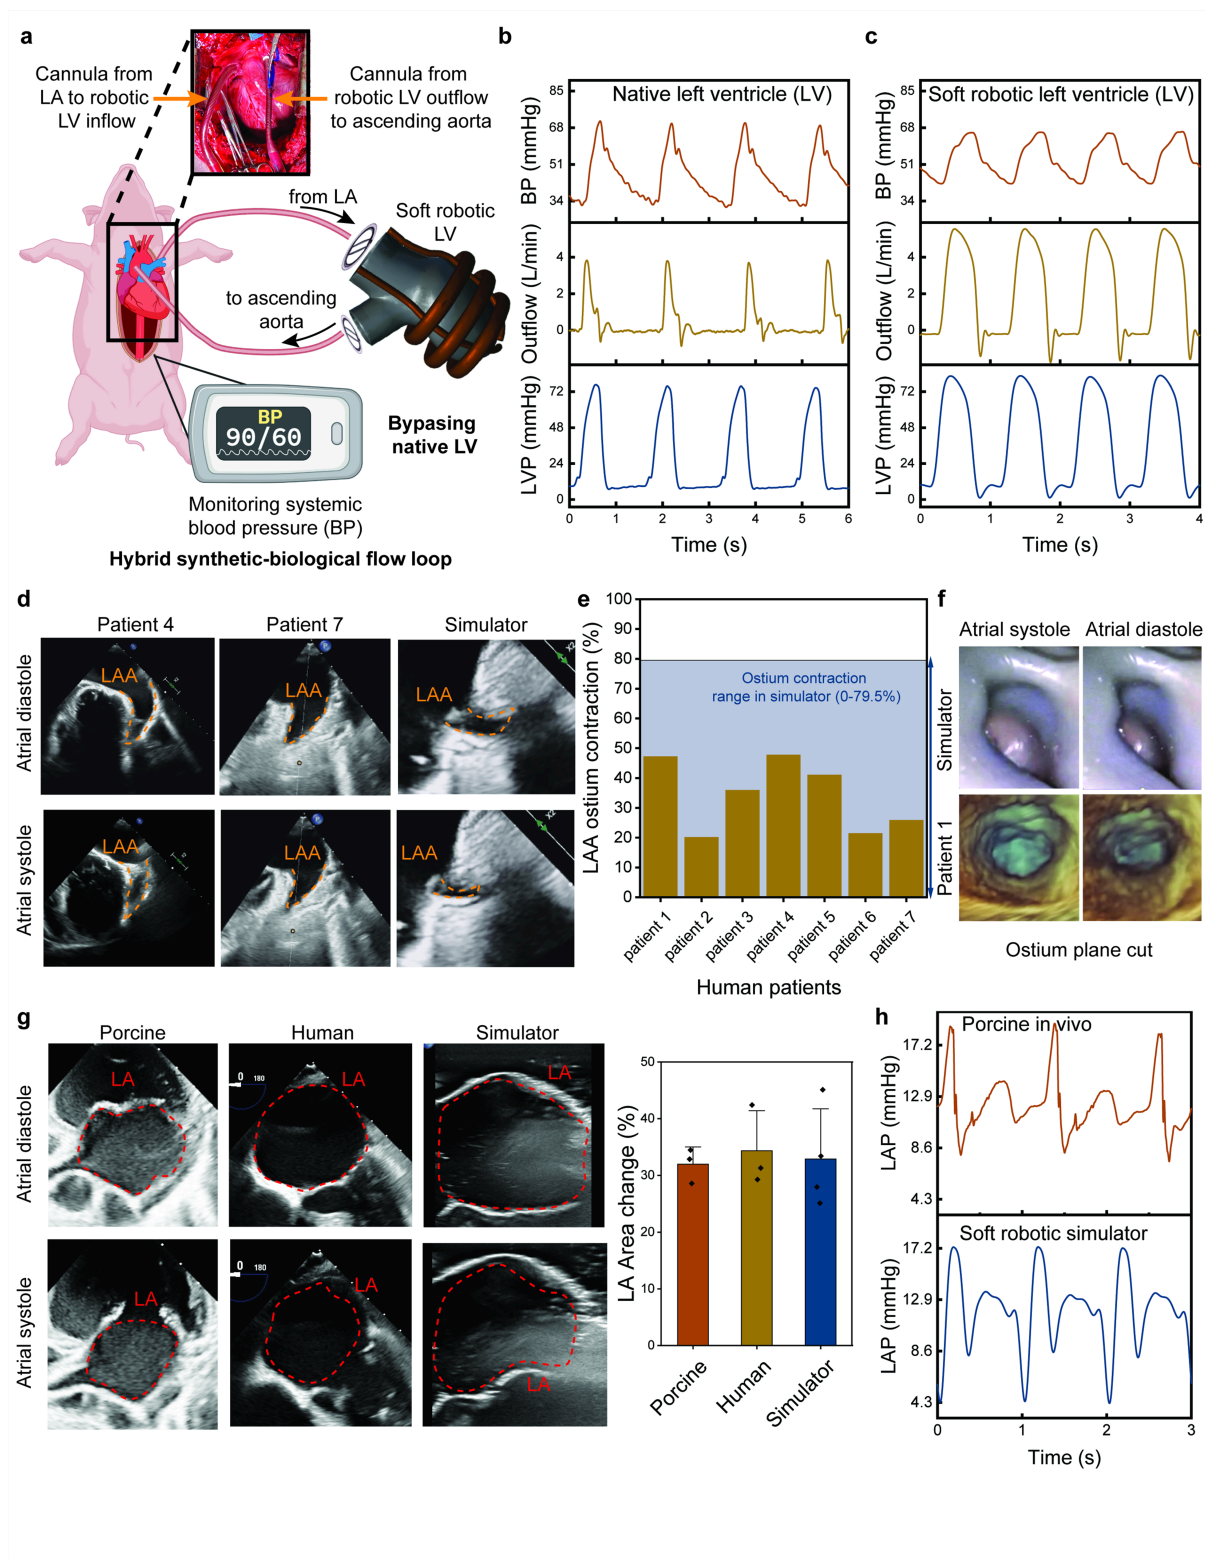 a
Cannula from
LA to robotic
LV inflow
Cannula from
robotic LV outflow
to ascending aorta
from LA
Soft robotic
LV
to ascending
aorta
BP
90/60
Bypasing
native LV
Monitoring systemic
blood pressure (BP)
Hybrid synthetic-biological flow loop
b
Native left ventricle (LV)
BP (mmHg)
85
68
51
34
Outflow (L/min)
4
2
0
LVP (mmHg)
72
48
24
0
0 1 2 3 4 5 6
Time (s)
c
Soft robotic left ventricle (LV)
BP (mmHg)
85
68
51
34
Outflow (L/min)
4
2
0
LVP (mmHg)
72
48
24
0
0 1 2 3 4
Time (s)
d
Patient 4 Patient 7 Simulator
Atrial diastole
LAA
LAA
LAA
Atrial systole
LAA
LAA
LAA
e
LAA ostium contraction (%)
100
90
80
70
60
50
40
30
20
10
0
Ostium contraction
range in simulator (0-79.5%)
patient 1
patient 2
patient 3
patient 4
patient 5
patient 6
patient 7
Human patients
f
Atrial systole Atrial diastole
Simulator
Patient 1
Ostium plane cut
g
Porcine Human Simulator
Atrial diastole
LA
0 180
LA
LA
Atrial systole
LA
0 180
LA
LA
LA Area change (%)
50
40
30
20
10
0
Porcine
Human
Simulator
h
Porcine in vivo
LAP (mmHg)
17.2
12.9
8.6
4.3
Soft robotic simulator
LAP (mmHg)
17.2
12.9
8.6
4.3
0 1 2 3
Time (s)